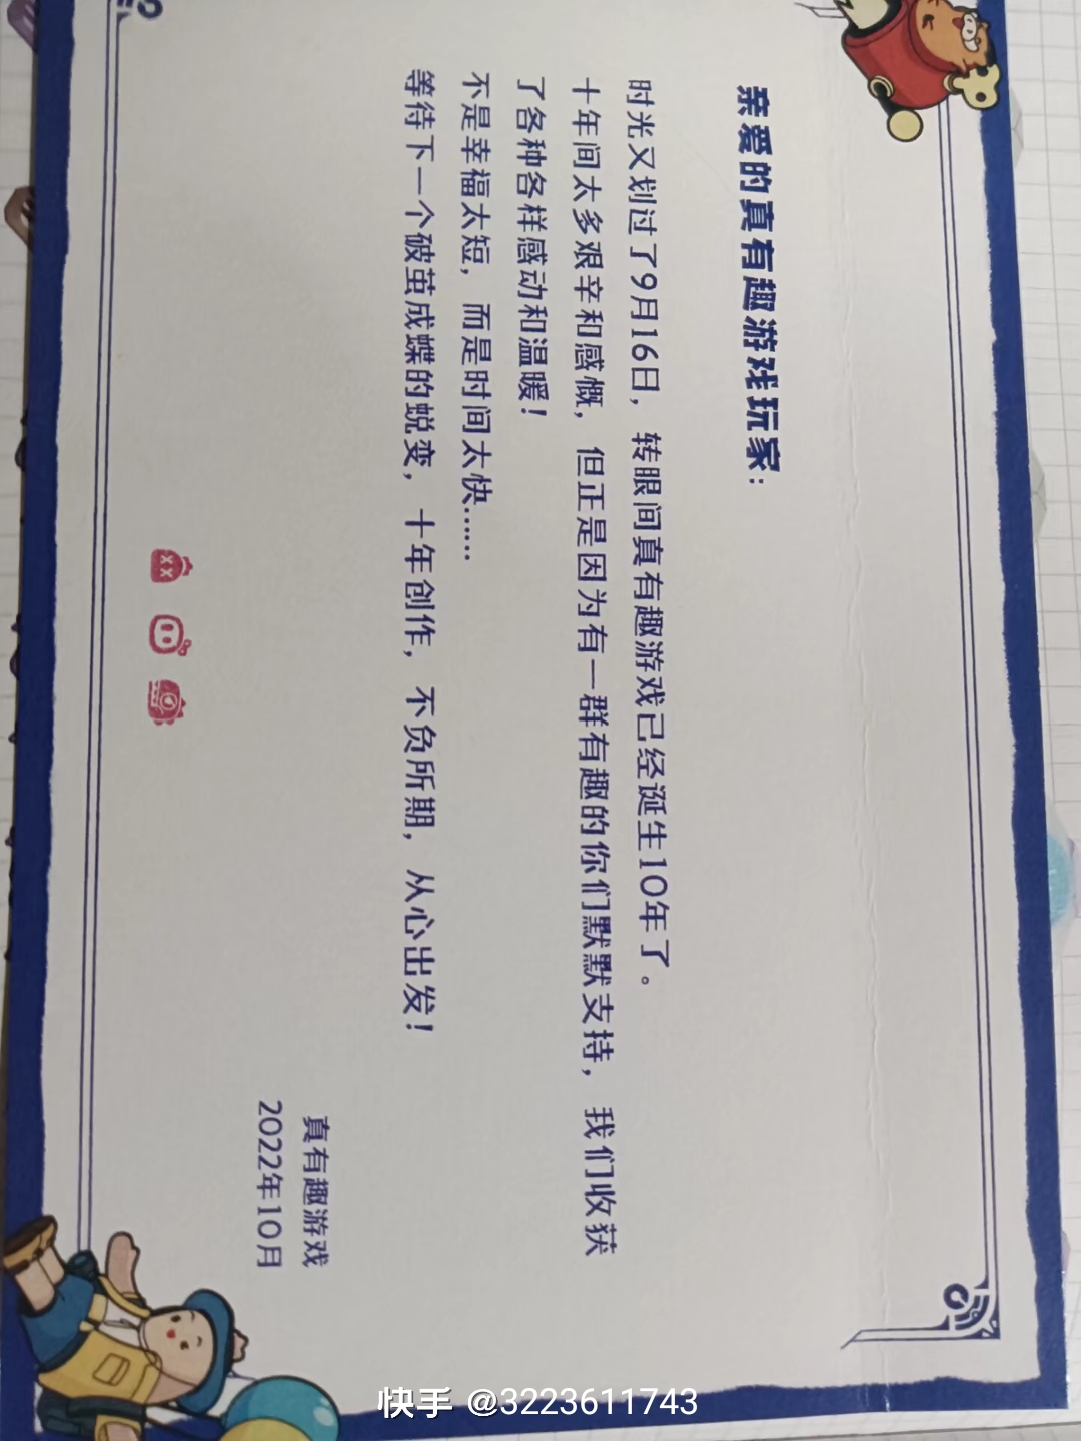 亲爱的真有趣游戏玩家：
时光又划过了9月16日，转眼间真有趣游戏已经诞生10年了。
十年间太多艰辛和感慨，但正是因为有一群有趣的你们默默支持，我们收获
了各种各样感动和温暖！
不是幸福太短，而是时间太快……
等待下一个破茧成蝶的蜕变，十年创作，不负所期，从心出发！
真有趣游戏
2022年10月
快手 @3223611743